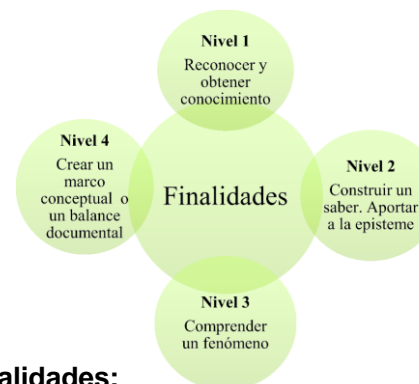 Nivel 1
Reconocer y
obtener
conocimiento
Nivel 4
Crear un
marco
conceptual o
un balance
documental
Finalidades
Nivel 2
Construir un
saber. Aportar
a la episteme
Nivel 3
Comprender
un fenómeno
alidades: